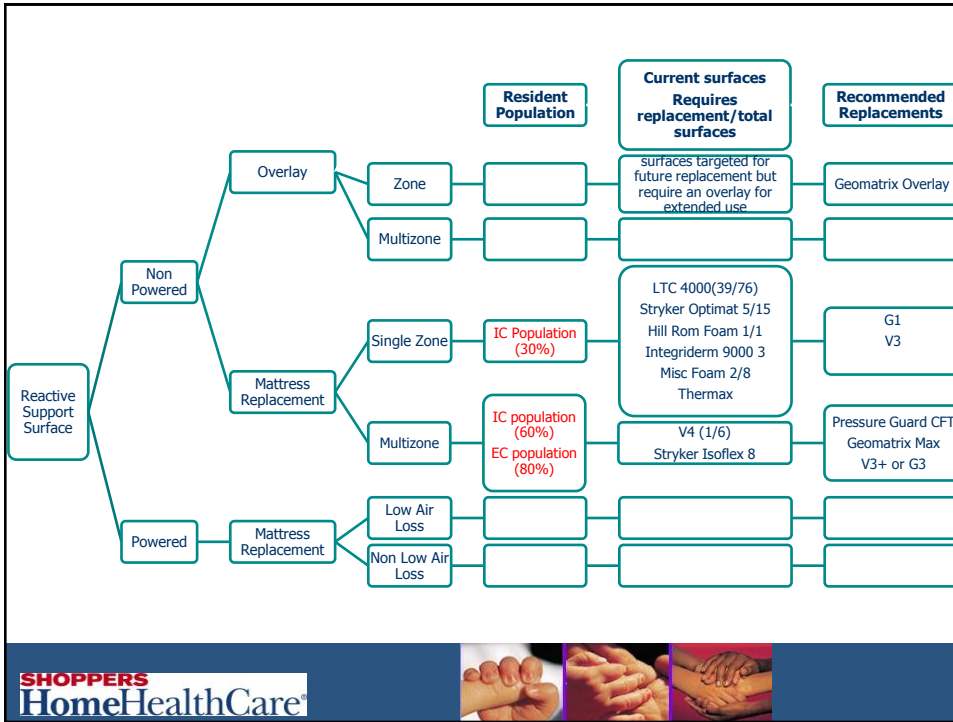 Resident
Population
Current surfaces
Requires
replacement/total
surfaces
Recommended
Replacements
Overlay
Zone
surfaces targeted for
future replacement but
require an overlay for
extended use
Geomatrix Overlay
Multizone
Non
Powered
Single Zone
IC Population
(30%)
LTC 4000(39/76)
Stryker Optimat 5/15
Hill Rom Foam 1/1
Integriderm 9000 3
Misc Foam 2/8
Thermax
G1
V3
Mattress
Replacement
Reactive
Support
Surface
Multizone
IC population
(60%)
EC population
(80%)
V4 (1/6)
Stryker Isoflex 8
Pressure Guard CFT
Geomatrix Max
V3+ or G3
Powered
Mattress
Replacement
Low Air
Loss
Non Low Air
Loss
SHOPPERS
HomeHealthCare®